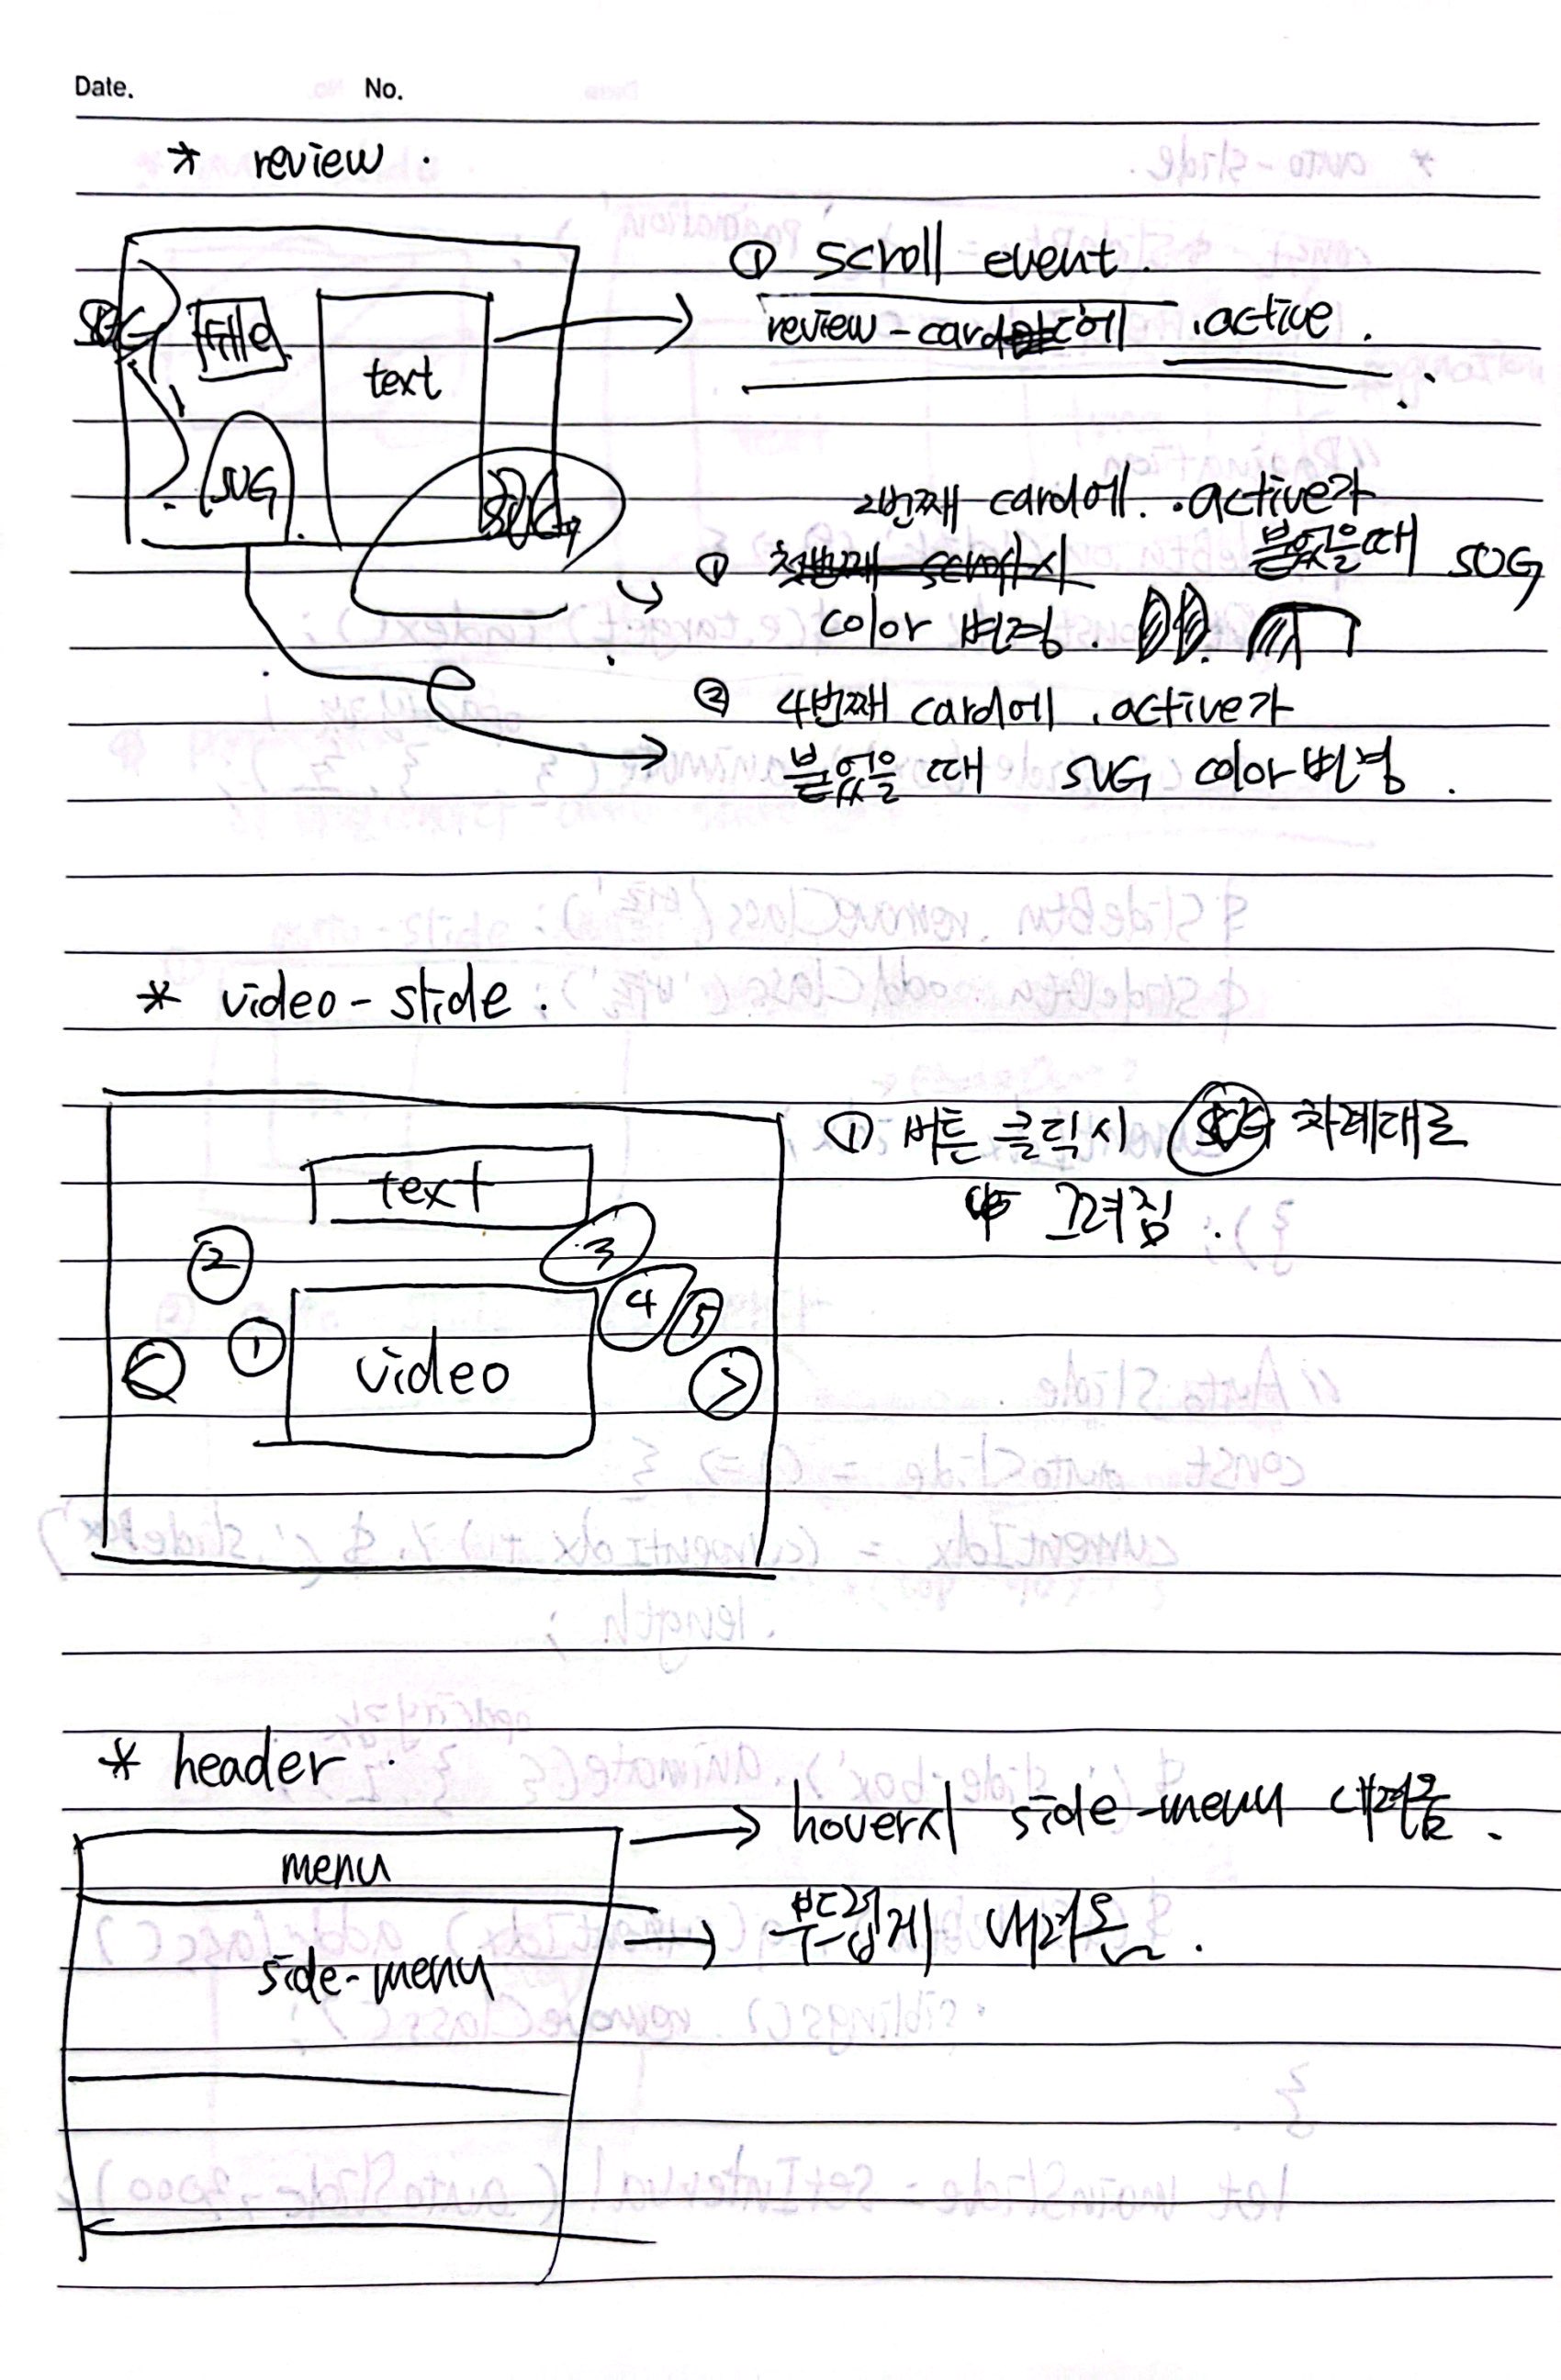 Date. No.
* review .
SVG
title
text
SVG
SVG
① scroll event.
review-card에 .active.
2번째 card에 .active가
붙었을 때 SVG
①
color 변경.
② 4번째 card에 .active가
붙었을 때 SVG color 변경.
* video-slide.
text
② ③ ④ ⑤
< ① video >
① 버튼 클릭시 SVG 차례대로
그려짐.
* header.
menu
side-menu
→ hover시 side-menu 내려옴.
→ 부드럽게 내려온.